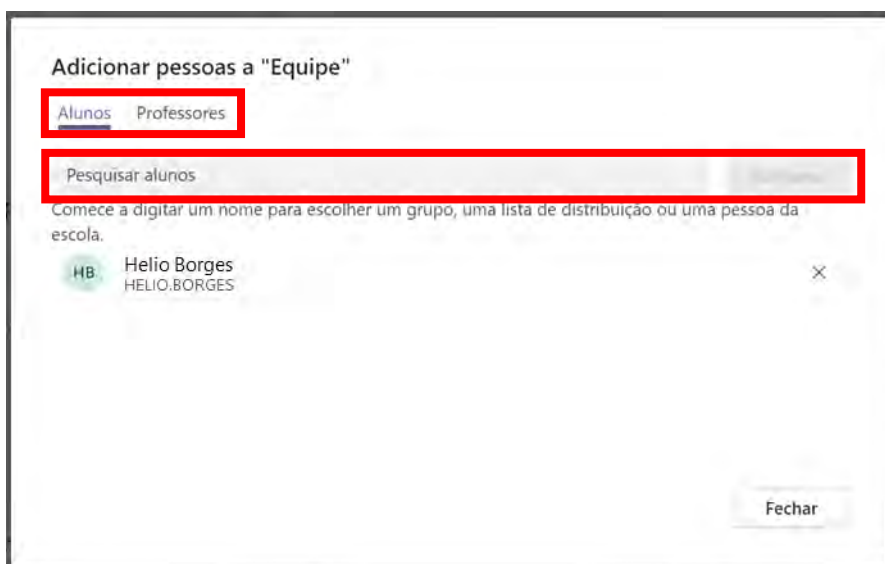 Adicionar pessoas a "Equipe"
Alunos Professores
Pesquisar alunos
Comece a digitar um nome para escolher um grupo, uma lista de distribuição ou uma pessoa da
escola.
HB Helio Borges
HELIO.BORGES
Fechar